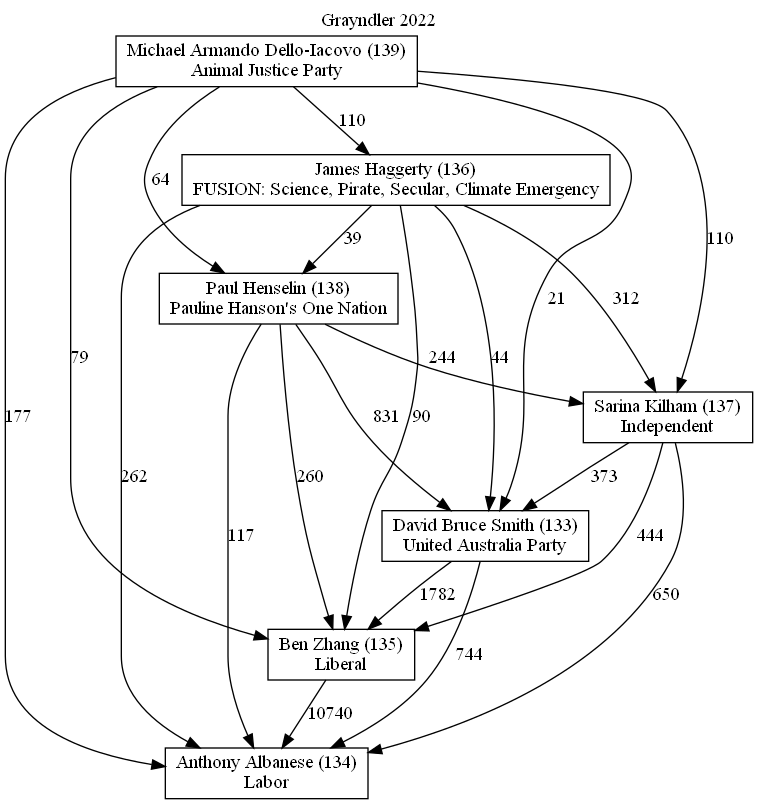 Grayndler 2022
Michael Armando Dello-Iacovo (139)
Animal Justice Party
110
James Haggerty (136)
FUSION: Science, Pirate, Secular, Climate Emergency
64
39
110
Paul Henselin (138)
Pauline Hanson's One Nation
21
312
79
244
44
Sarina Kilham (137)
Independent
177
831
90
262
260
373
David Bruce Smith (133)
United Australia Party
117
444
1782
650
Ben Zhang (135)
Liberal
744
10740
Anthony Albanese (134)
Labor